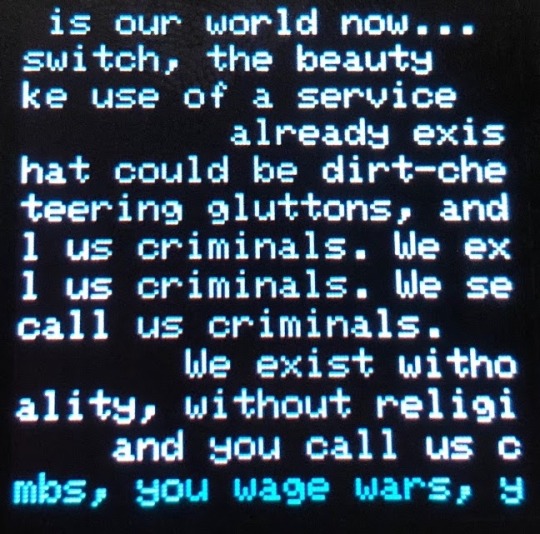 is our world now...
switch, the beauty
ke use of a service
already exis
hat could be dirt-che
teering gluttons, and
l us criminals. We ex
l us criminals. We se
call us criminals.
We exist witho
ality, without religi
and you call us c
mbs, you wage wars, y